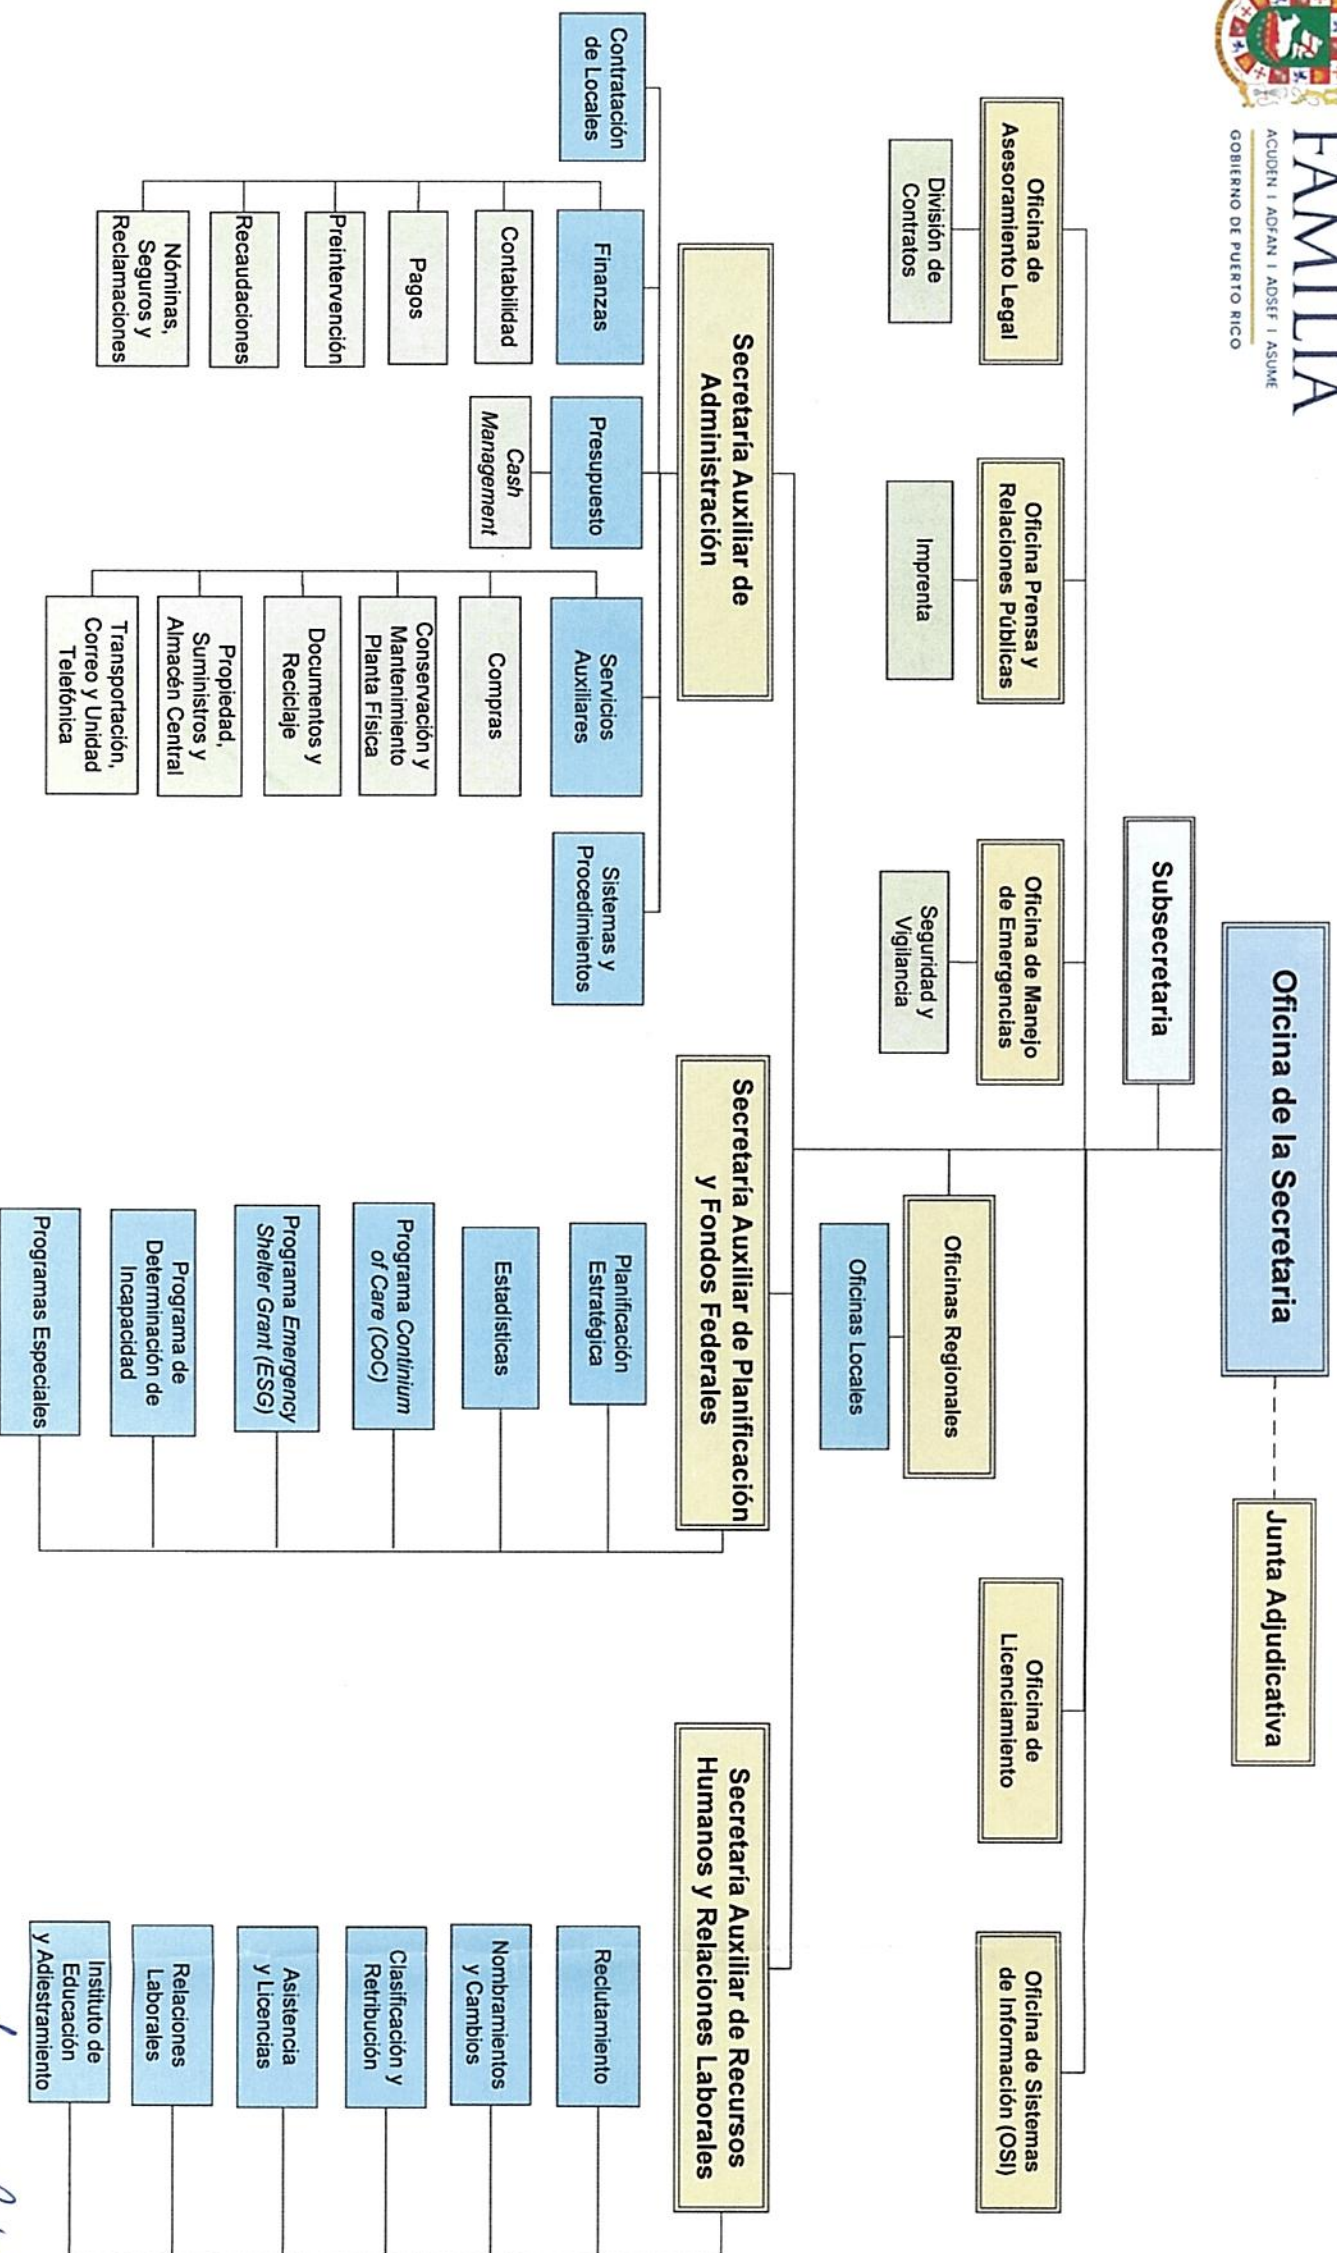 FAMILIA
ACUDEN | ADFAN | ADSEF | ASUME
GOBIERNO DE PUERTO RICO
Oficina de la Secretaria
Junta Adjudicativa
Subsecretaria
Oficina de
Asesoramiento Legal
División de
Contratos
Oficina Prensa y
Relaciones Públicas
Imprenta
Oficina de Manejo
de Emergencias
Seguridad y
Vigilancia
Oficina de
Licenciamiento
Oficina de Sistemas
de Información (OSI)
Oficinas Regionales
Oficinas Locales
Secretaría Auxiliar de
Administración
Contratación
de Locales
Finanzas
Contabilidad
Pagos
Preintervención
Recaudaciones
Nóminas,
Seguros y
Reclamaciones
Presupuesto
Cash
Management
Servicios
Auxiliares
Compras
Conservación y
Mantenimiento
Planta Física
Documentos y
Reciclaje
Propiedad,
Suministros y
Almacén Central
Transportación,
Correo y Unidad
Telefónica
Sistemas y
Procedimientos
Secretaría Auxiliar de Planificación
y Fondos Federales
Planificación
Estratégica
Estadísticas
Programa Continium
of Care (CoC)
Programa Emergency
Shelter Grant (ESG)
Programa de
Determinación de
Incapacidad
Programas Especiales
Secretaría Auxiliar de Recursos
Humanos y Relaciones Laborales
Reclutamiento
Nombramientos
y Cambios
Clasificación y
Retribución
Asistencia
y Licencias
Relaciones
Laborales
Instituto de
Educación
y Adiestramiento